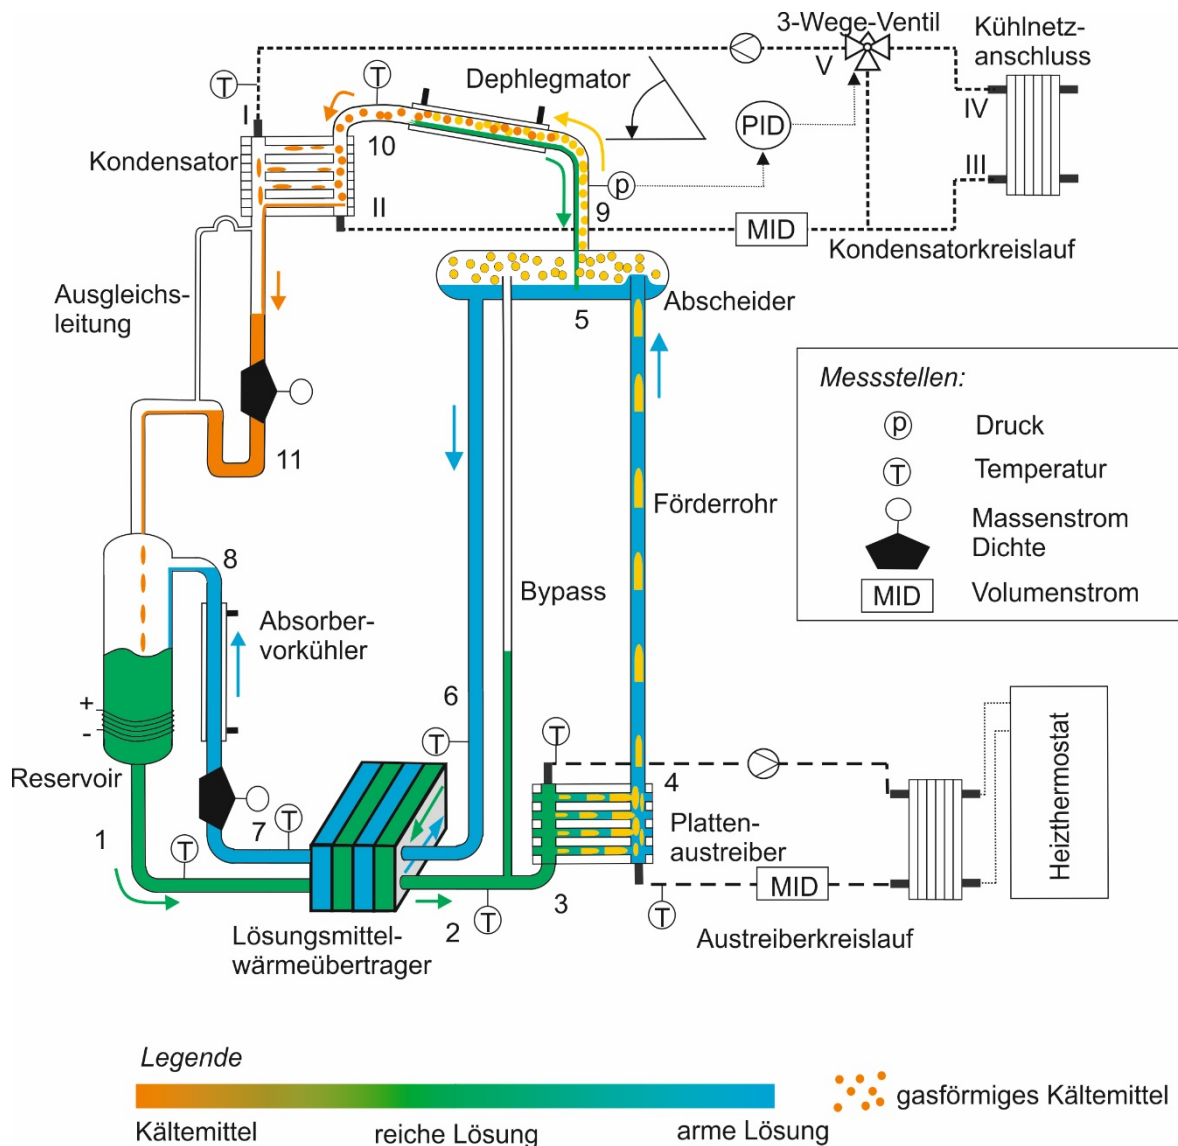 3-Wege-Ventil
Kühlnetz-
anschluss
T
T
Dephlegmator
V
I
PID
IV
Kondensator
10
III
p
II
9
MID
Kondensatorkreislauf
Ausgleichs-
leitung
Abscheider
5
Messstellen:
p
Druck
T
Temperatur
Massenstrom
Dichte
MID
Volumenstrom
11
Förderrohr
8
Bypass
Absorber-
vorkühler
6
+
-
T
T
Reservoir
4
Platten-
austreiber
Heizthermostat
1
7
T
T
MID
3
T
T
2
Austreiberkreislauf
Lösungsmittel-
wärmeübertrager
Legende
gasförmiges Kältemittel
Kältemittel
reiche Lösung
arme Lösung